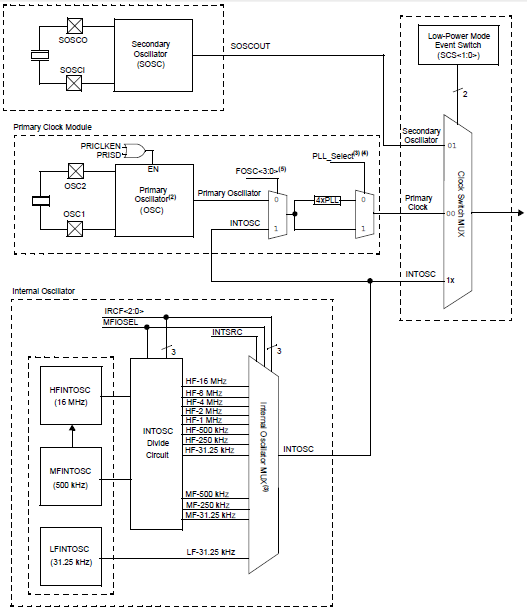 SOSCO
SOSCI
Secondary
Oscillator
(SOSC)
SOSCOUT
Low-Power Mode
Event Switch
(SCS<1:0>)
2
Secondary
Oscillator
01
Primary
Clock
00
INTOSC
1x
Clock Switch MUX
Primary Clock Module
PRICLKEN
PRISD
EN
OSC2
OSC1
Primary
Oscillator(2)
(OSC)
Primary Oscillator
INTOSC
FOSC<3:0>(5)
0
1
PLL_Select(3) (4)
4xPLL
0
1
Internal Oscillator
IRCF<2:0>
MFIOSEL
INTSRC
3
3
HFINTOSC
(16 MHz)
MFINTOSC
(500 kHz)
LFINTOSC
(31.25 kHz)
INTOSC
Divide
Circuit
HF-16 MHz
HF-8 MHz
HF-4 MHz
HF-2 MHz
HF-1 MHz
HF-500 kHz
HF-250 kHz
HF-31.25 kHz
MF-500 kHz
MF-250 kHz
MF-31.25 kHz
LF-31.25 kHz
Internal Oscillator MUX(3)
INTOSC